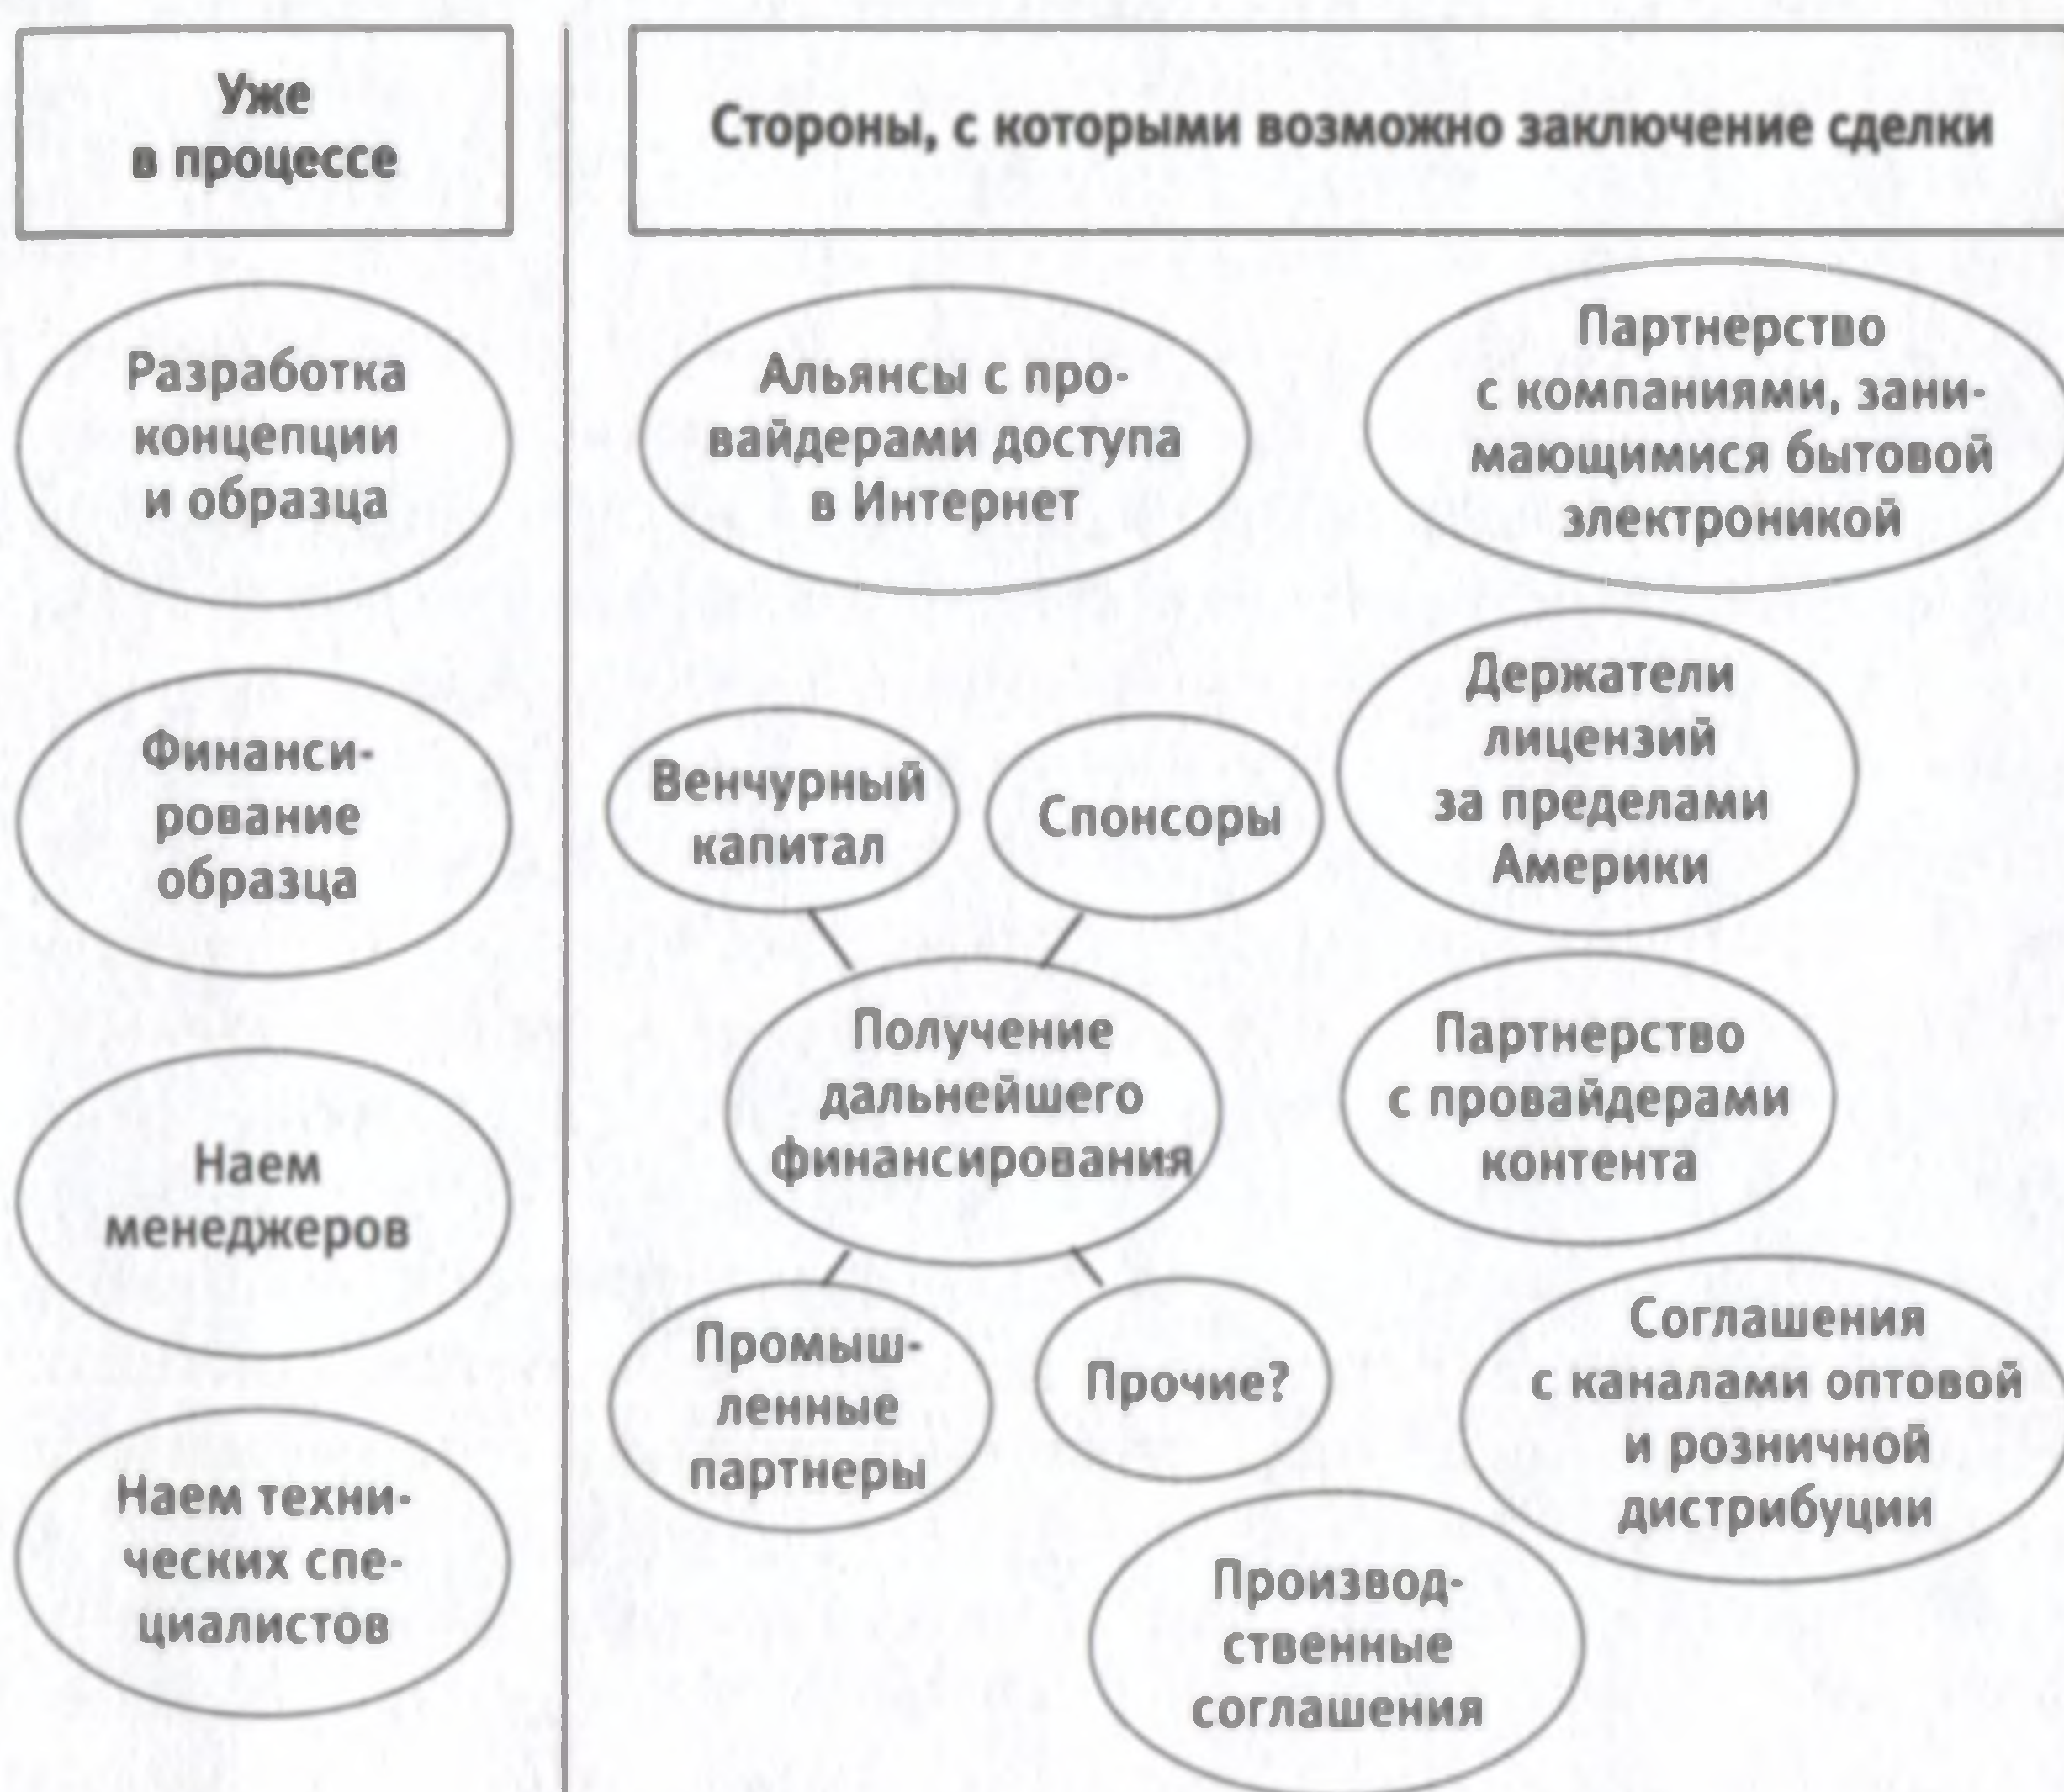 Уже
в процессе
Стороны, с которыми возможно заключение сделки
Разработка
концепции
и образца
Финанси-
рование
образца
Наем
менеджеров
Наем техни-
ческих спе-
циалистов
Альянсы с про-
вайдерами доступа
в Интернет
Партнерство
с компаниями, зани-
мающимися бытовой
электроникой
Венчурный
капитал
Спонсоры
Держатели
лицензий
за пределами
Америки
Получение
дальнейшего
финансирования
Партнерство
с провайдерами
контента
Промыш-
ленные
партнеры
Прочие?
Соглашения
с каналами оптовой
и розничной
дистрибуции
Производ-
ственные
соглашения